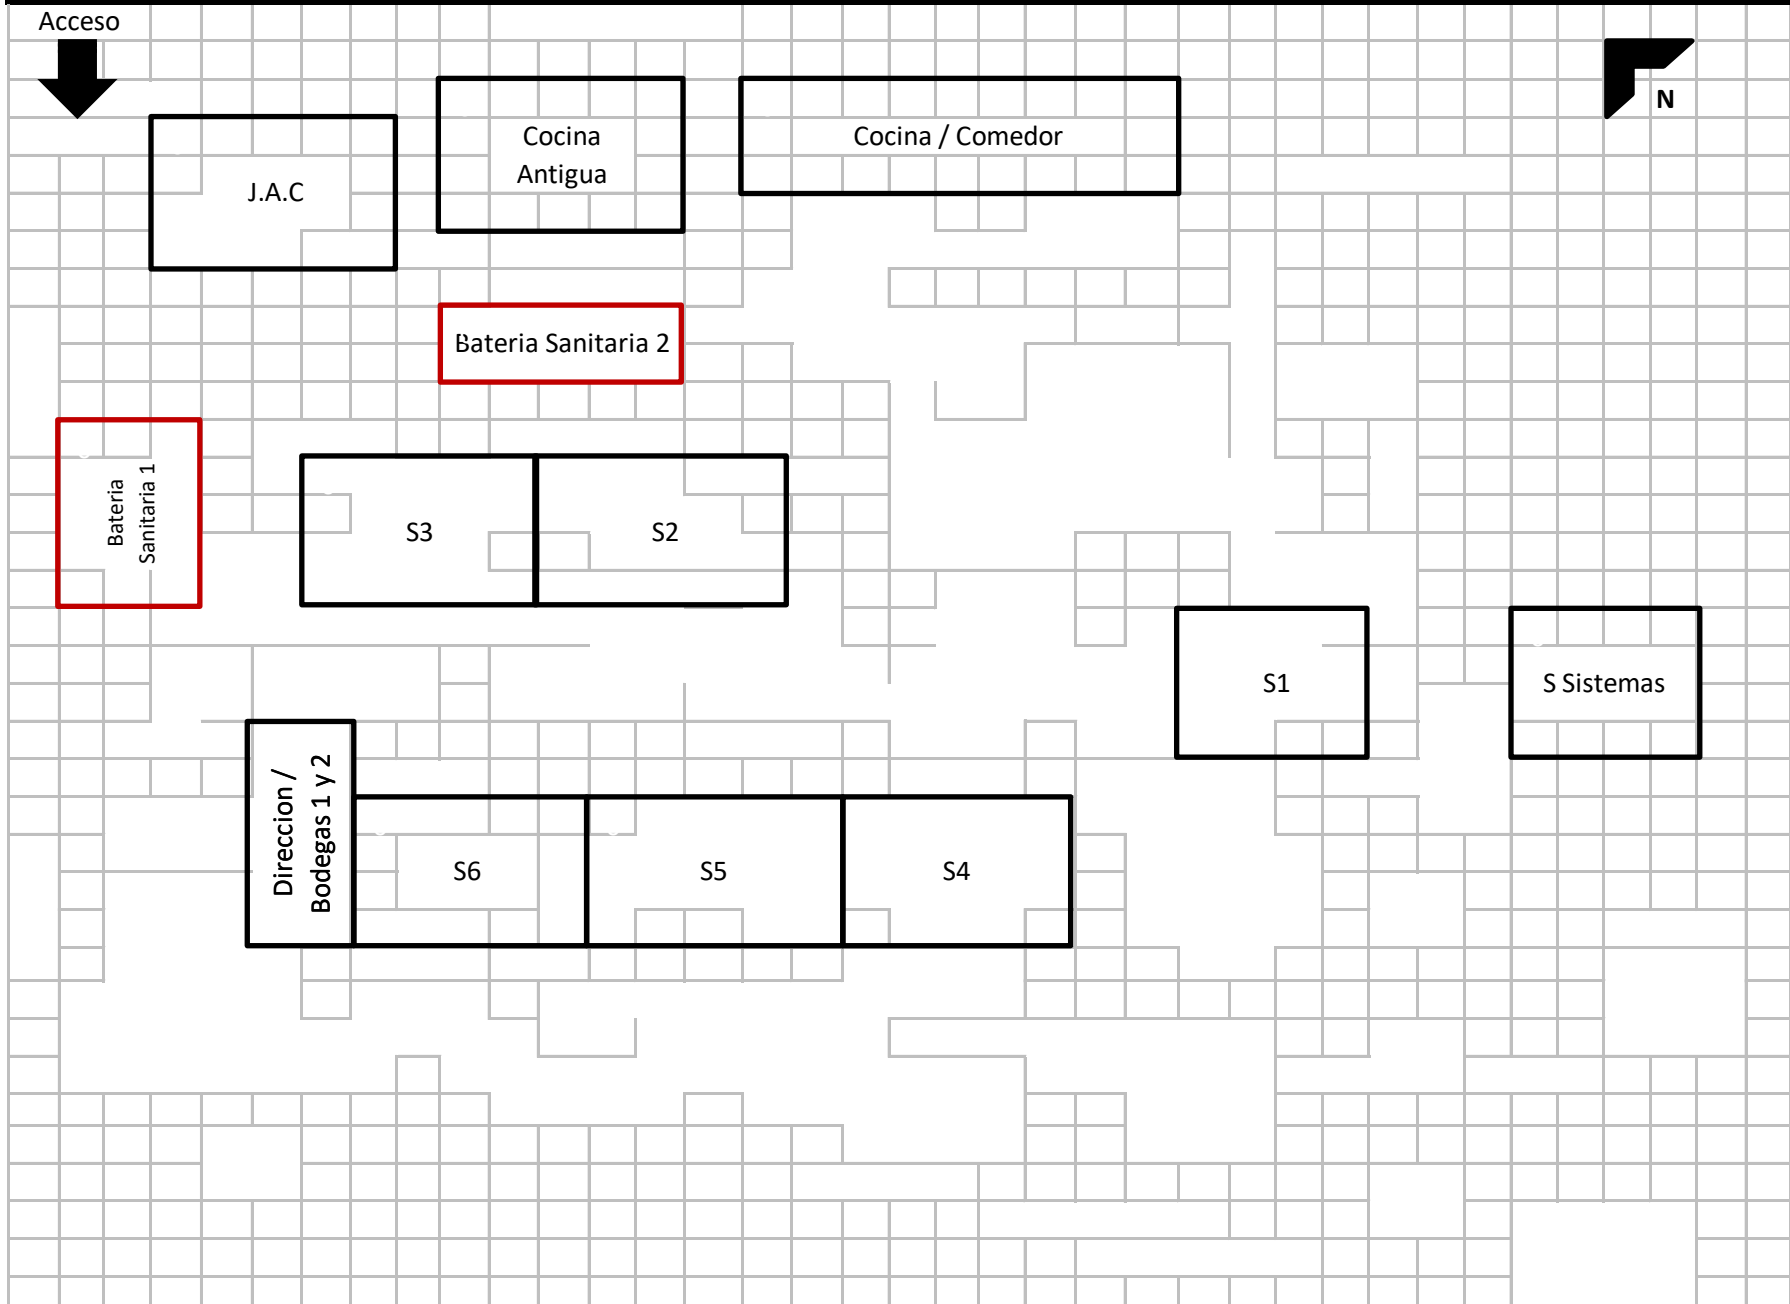 Acceso
N
Cocina
Antigua
Cocina / Comedor
J.A.C
Bateria Sanitaria 2
Bateria
Sanitaria 1
S3
S2
S1
S Sistemas
Direccion /
Bodegas 1 y 2
S6
S5
S4